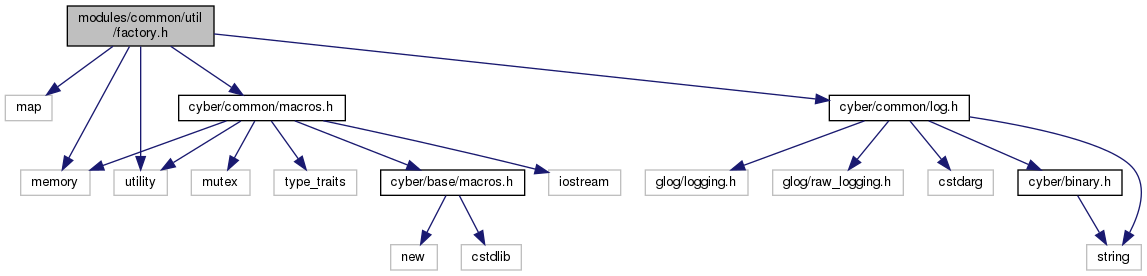 modules/common/util
/factory.h
map
cyber/common/macros.h
cyber/common/log.h
memory
utility
mutex
type_traits
cyber/base/macros.h
iostream
glog/logging.h
glog/raw_logging.h
cstdarg
cyber/binary.h
new
cstdlib
string